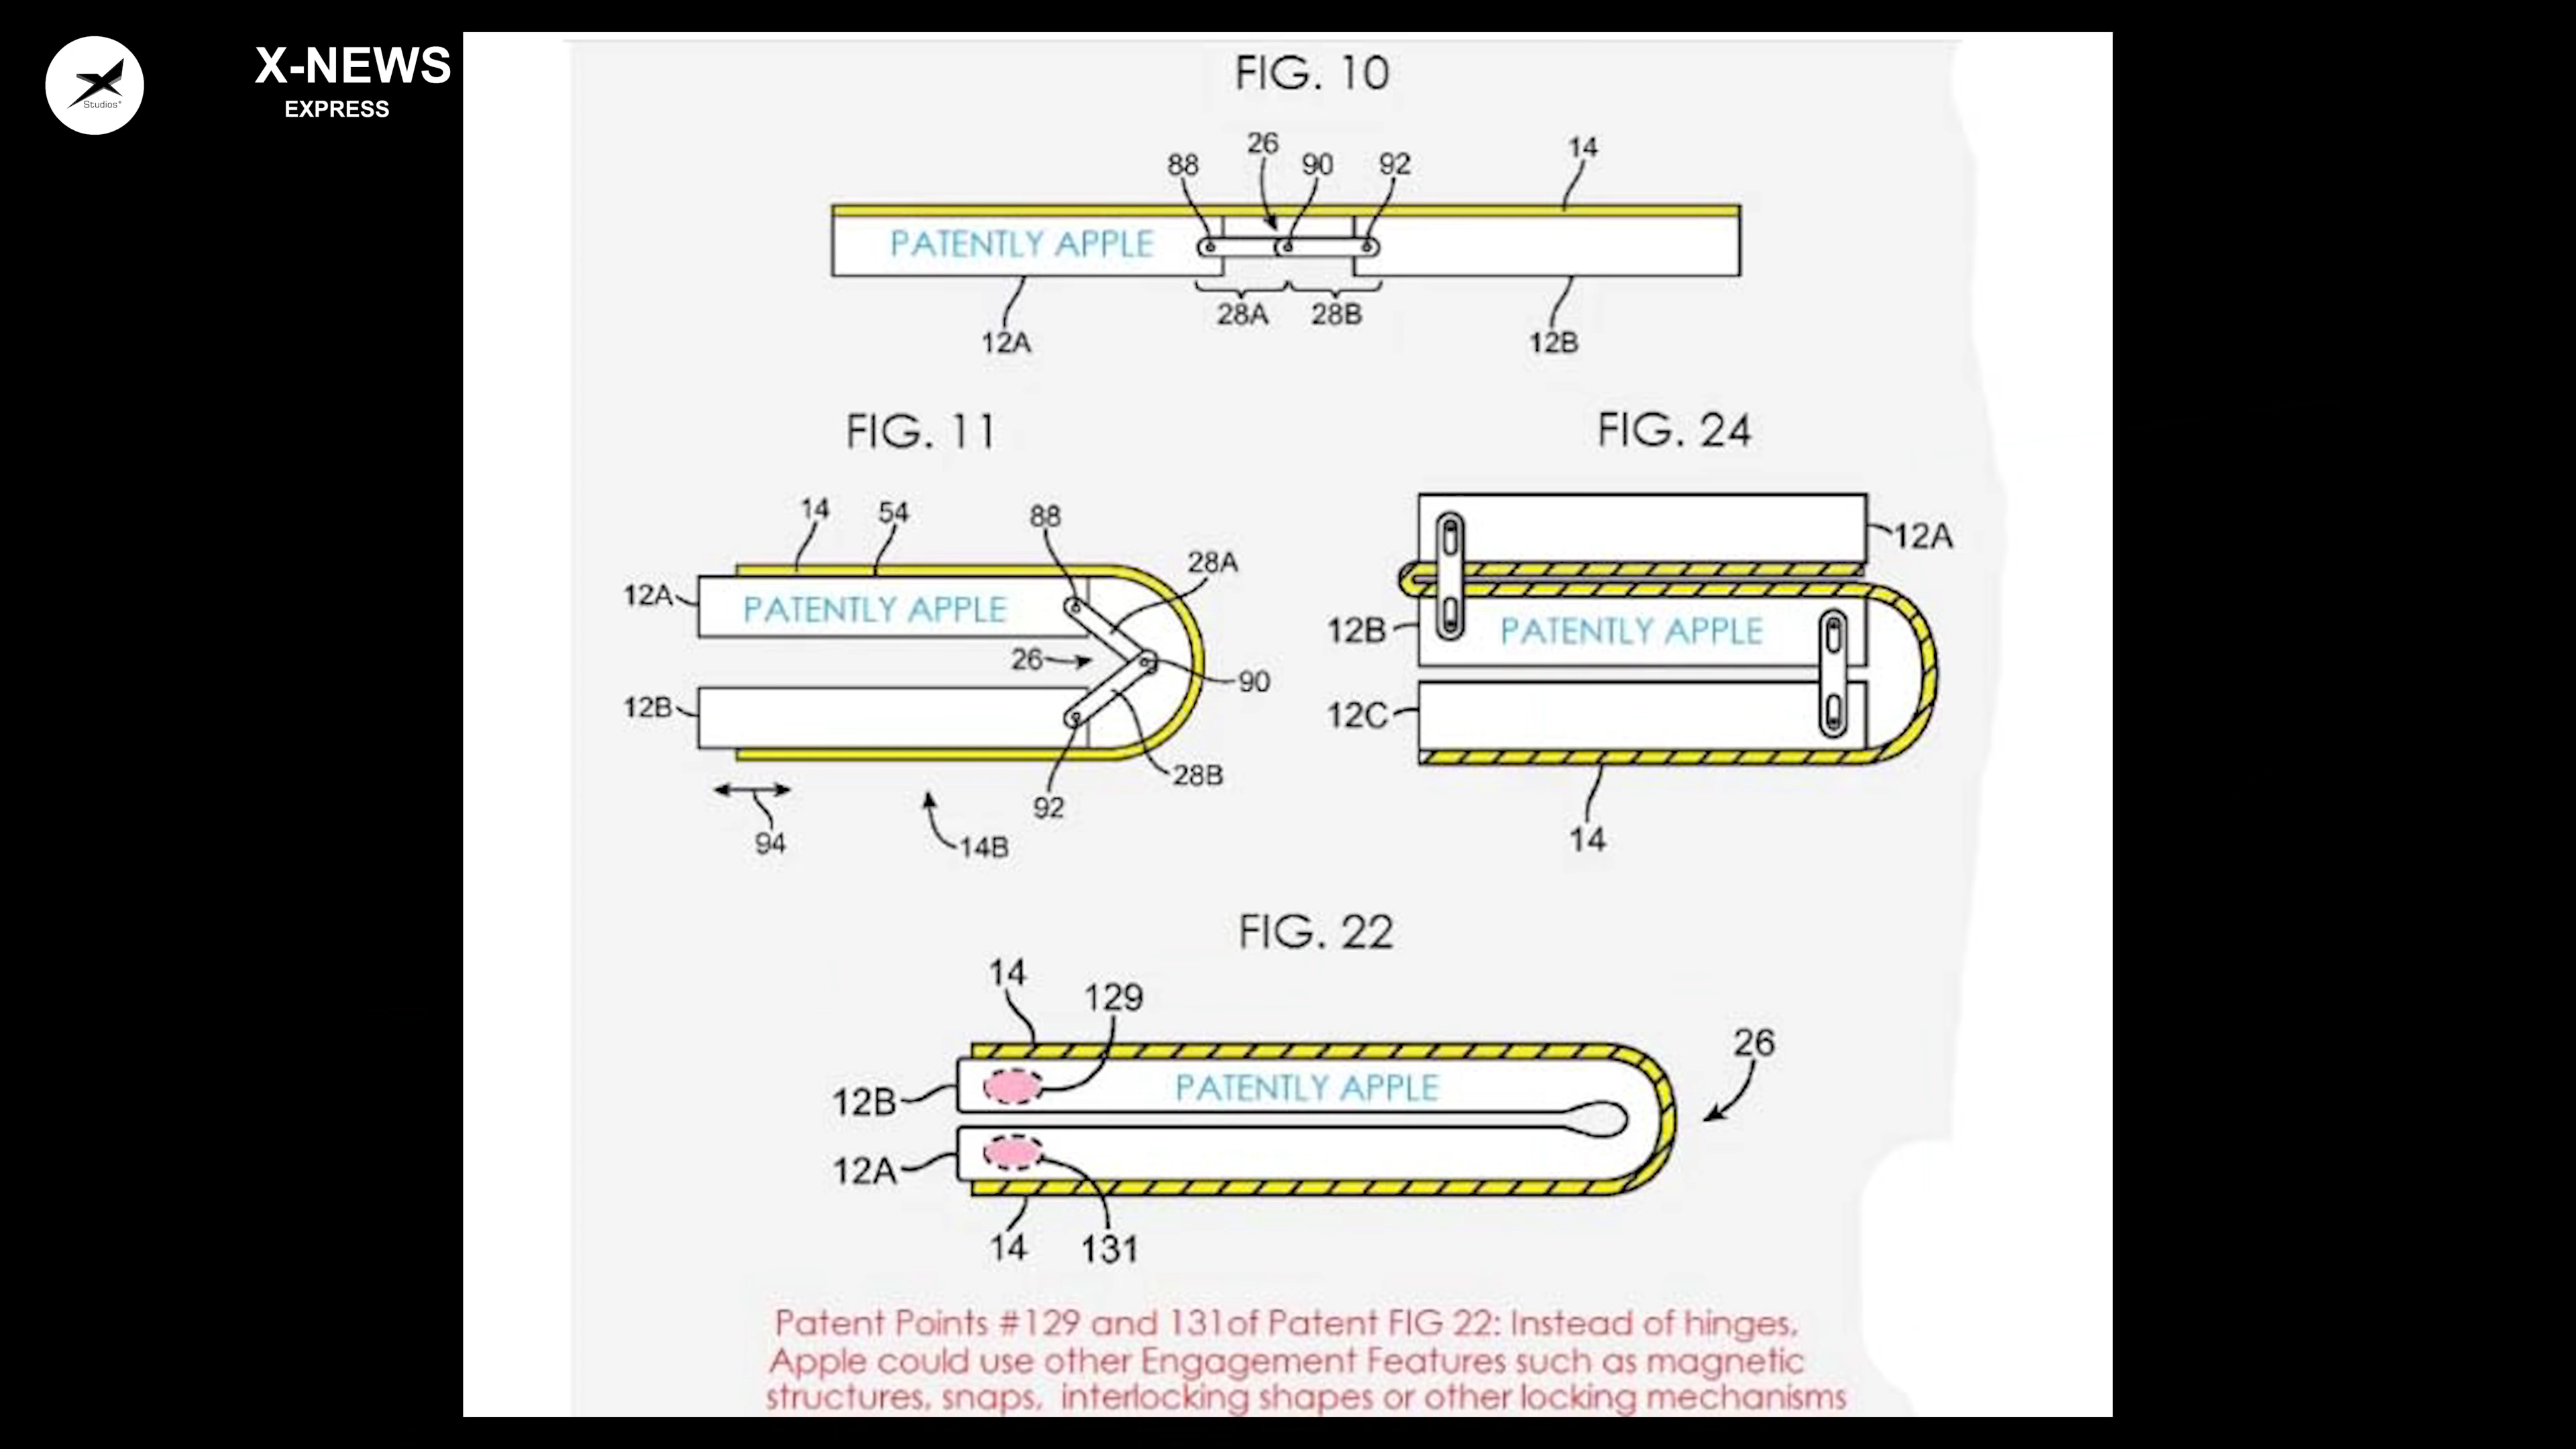 X-NEWS
EXPRESS
Studios*
FIG. 10
26
14
88
90
92
PATENTLY APPLE
28A
28B
12A
12B
FIG. 11
FIG. 24
14
54
88
28A
12A
PATENTLY APPLE
26
90
12B
28B
92
94
14B
12A
12B
PATENTLY APPLE
12C
14
FIG. 22
14
129
26
12B
PATENTLY APPLE
12A
14
131
Patent Points #129 and 131of Patent FIG 22: Instead of hinges,
Apple could use other Engagement Features such as magnetic
structures, snaps, interlocking shapes or other locking mechanisms